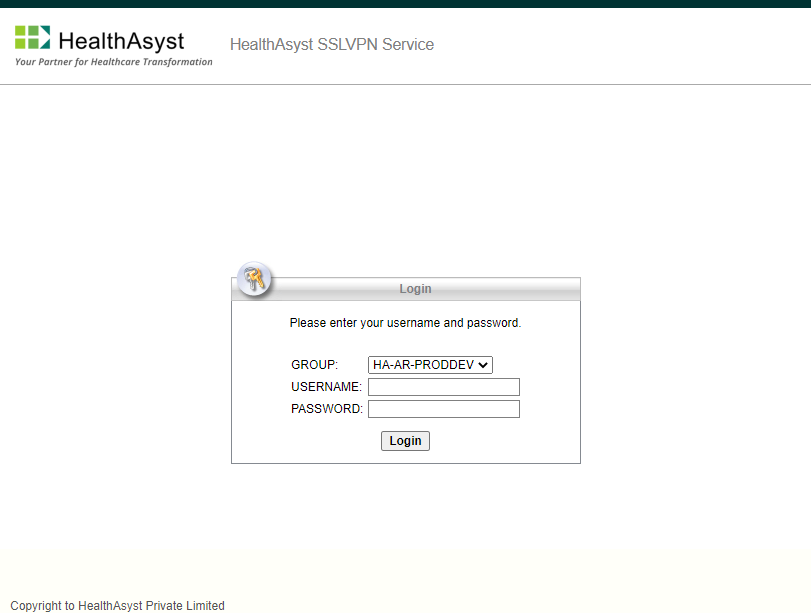 HealthAsyst
Your Partner for Healthcare Transformation
HealthAsyst SSLVPN Service
Login
Please enter your username and password.
GROUP: HA-AR-PRODDEV
USERNAME:
PASSWORD:
Login
Copyright to HealthAsyst Private Limited